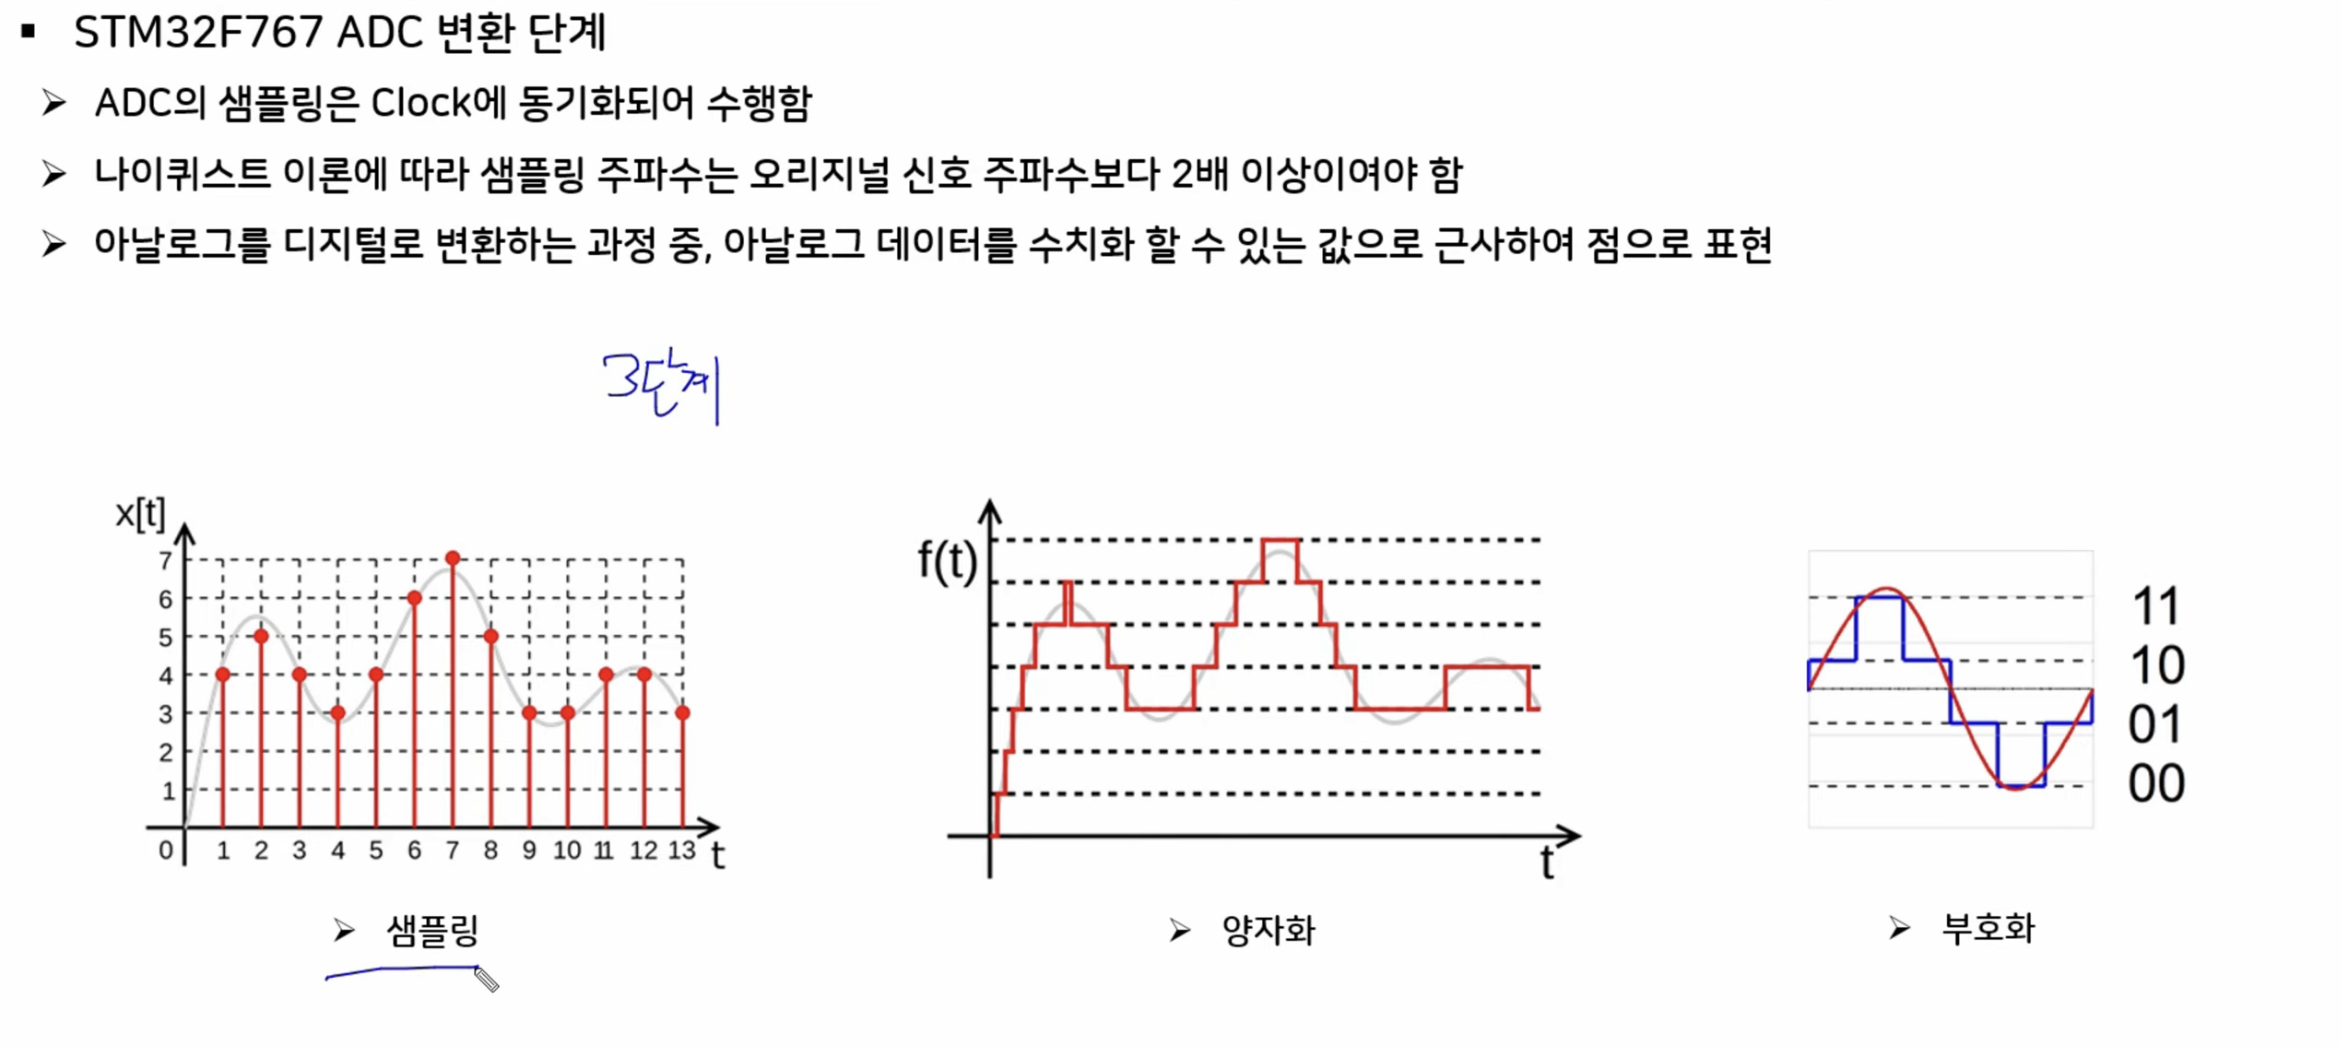 ▪ STM32F767 ADC 변환 단계
➢ ADC의 샘플링은 Clock에 동기화되어 수행함
➢ 나이퀴스트 이론에 따라 샘플링 주파수는 오리지널 신호 주파수보다 2배 이상이여야 함
➢ 아날로그를 디지털로 변환하는 과정 중, 아날로그 데이터를 수치화 할 수 있는 값으로 근사하여 점으로 표현
3단계
x[t]
7
6
5
4
3
2
1
0 1 2 3 4 5 6 7 8 9 10 11 12 13 t
➢ 샘플링
f(t)
t
➢ 양자화
11
10
01
00
➢ 부호화